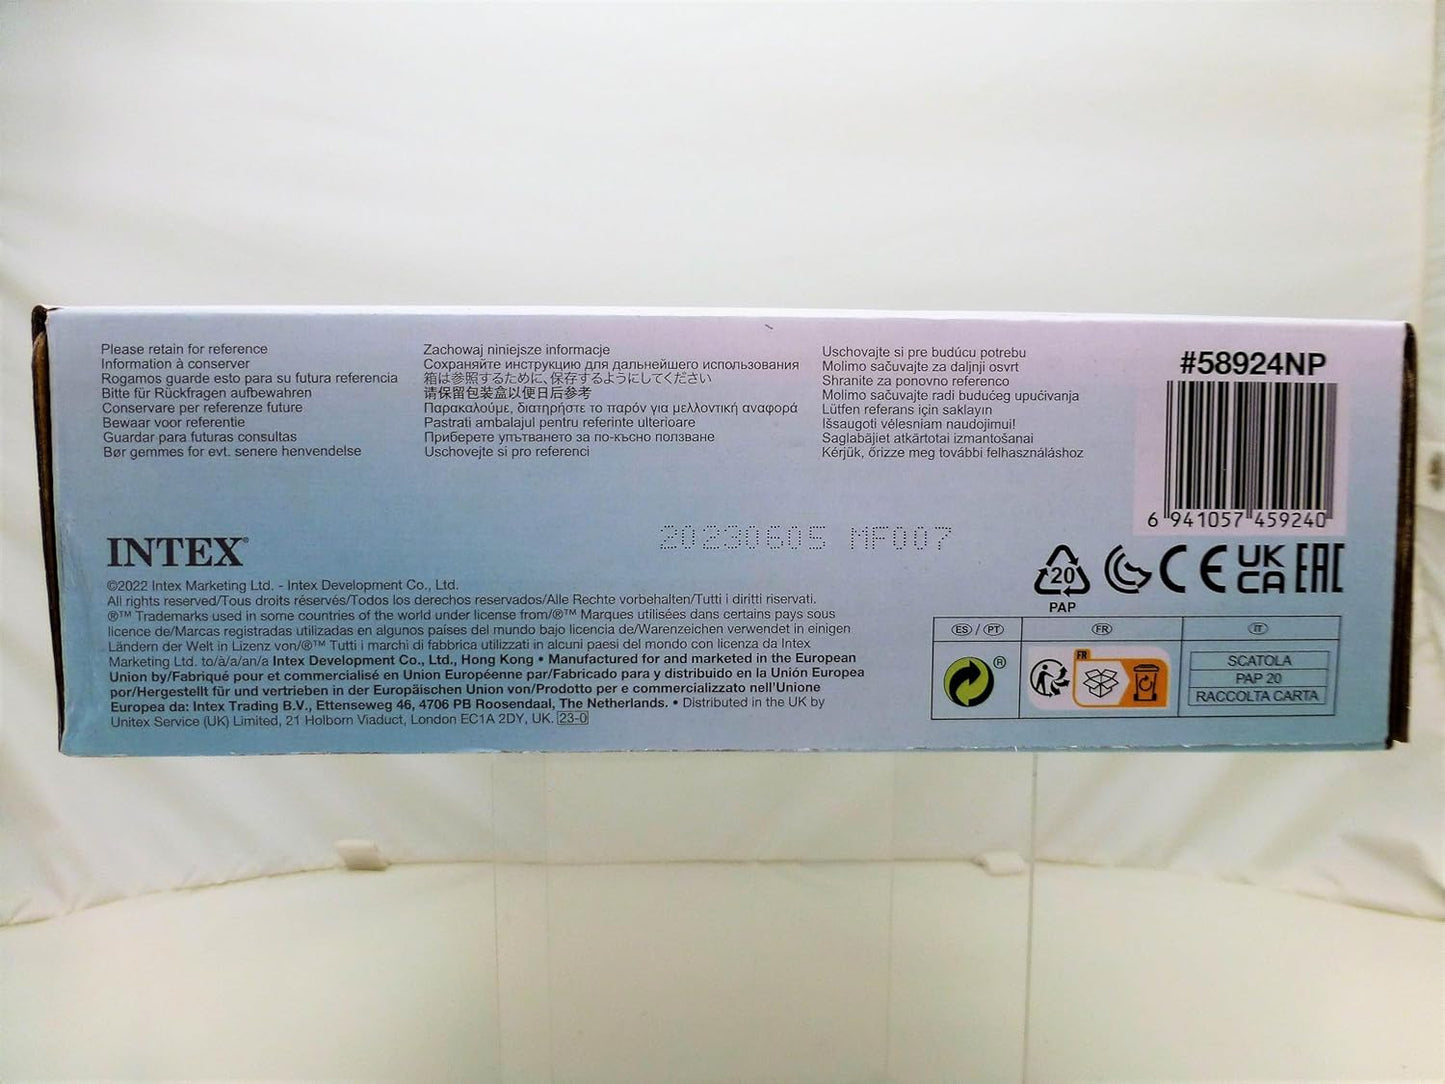 Please retain for reference
Information à conserver
Rogamos guarde esto para su futura referencia
Bitte für Rückfragen aufbewahren
Conservare per referenze future
Bewaar voor referentie
Guardar para futuras consultas
Bør gemmes for evt. senere henvendelse
Zachowaj niniejsze informacje
Сохраняйте инструкцию для дальнейшего использования
箱は参照するために、保存するようにしてください
请保留包装盒以便日后参考
Παρακαλούμε, διατηρήστε το παρόν για μελλοντική αναφορά
Pastrati ambalajul pentru referinte ulterioare
Приберете упътването за по-късно ползване
Uschovejte si pro referenci
Uschovajte si pre budúcu potrebu
Molimo sačuvajte za daljnji osvrt
Shranite za ponovno referenco
Molimo sačuvajte radi budućeg upućivanja
Lütfen referans için saklayın
Išsaugoti vėlesniam naudojimui!
Saglabājiet atkārtotai izmantošanai
Kérjük, őrizze meg további felhasználáshoz
#58924NP
6 941057 459240
20230605 MF007
INTEX®
©2022 Intex Marketing Ltd. - Intex Development Co., Ltd.
All rights reserved/Tous droits réservés/Todos los derechos reservados/Alle Rechte vorbehalten/Tutti i diritti riservati.
®™ Trademarks used in some countries of the world under license from/®™ Marques utilisées dans certains pays sous
licence de/Marcas registradas utilizadas en algunos países del mundo bajo licencia de/Warenzeichen verwendet in einigen
Ländern der Welt in Lizenz von/®™ Tutti i marchi di fabbrica utilizzati in alcuni paesi del mondo con licenza da Intex
Marketing Ltd. to/à/a/an/a Intex Development Co., Ltd., Hong Kong • Manufactured for and marketed in the European
Union by/Fabriqué pour et commercialisé en Union Européenne par/Fabricado para y distribuido en la Unión Europea
por/Hergestellt für und vertrieben in der Europäischen Union von/Prodotto per e commercializzato nell'Unione
Europea da: Intex Trading B.V., Ettenseweg 46, 4706 PB Roosendaal, The Netherlands. • Distributed in the UK by
Unitex Service (UK) Limited, 21 Holborn Viaduct, London EC1A 2DY, UK. 23-0
20
PAP
CE
UK
CA
EAC
ES / PT
FR
IT
®
FR
SCATOLA
PAP 20
RACCOLTA CARTA